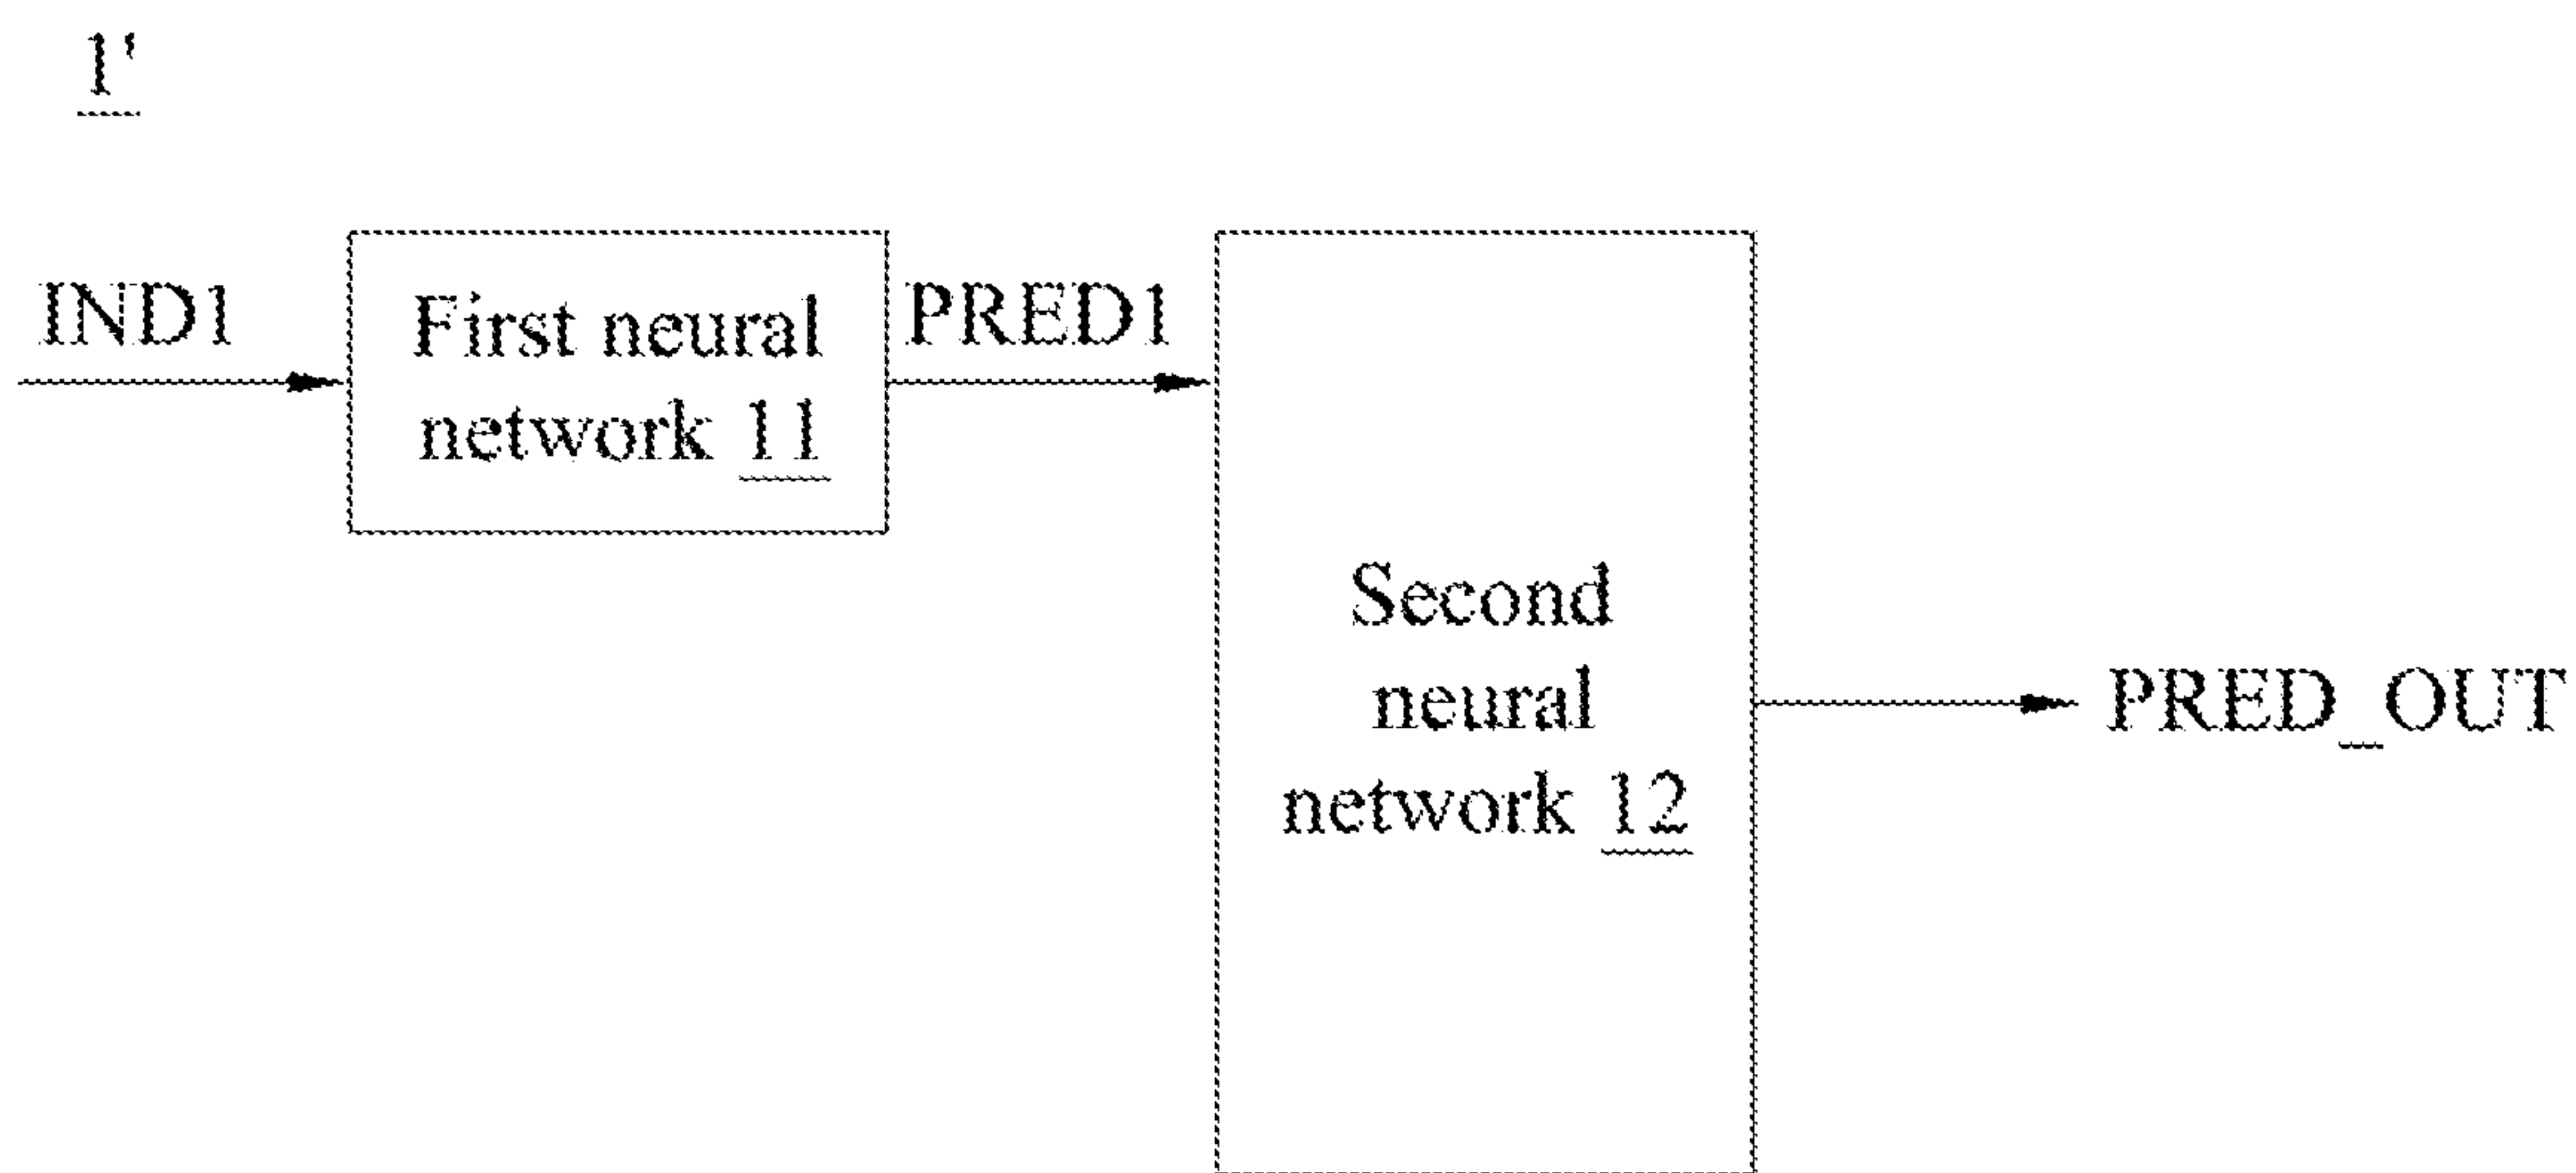 1'
IND1
First neural
network 11
PRED1
Second
neural
network 12
PRED_OUT